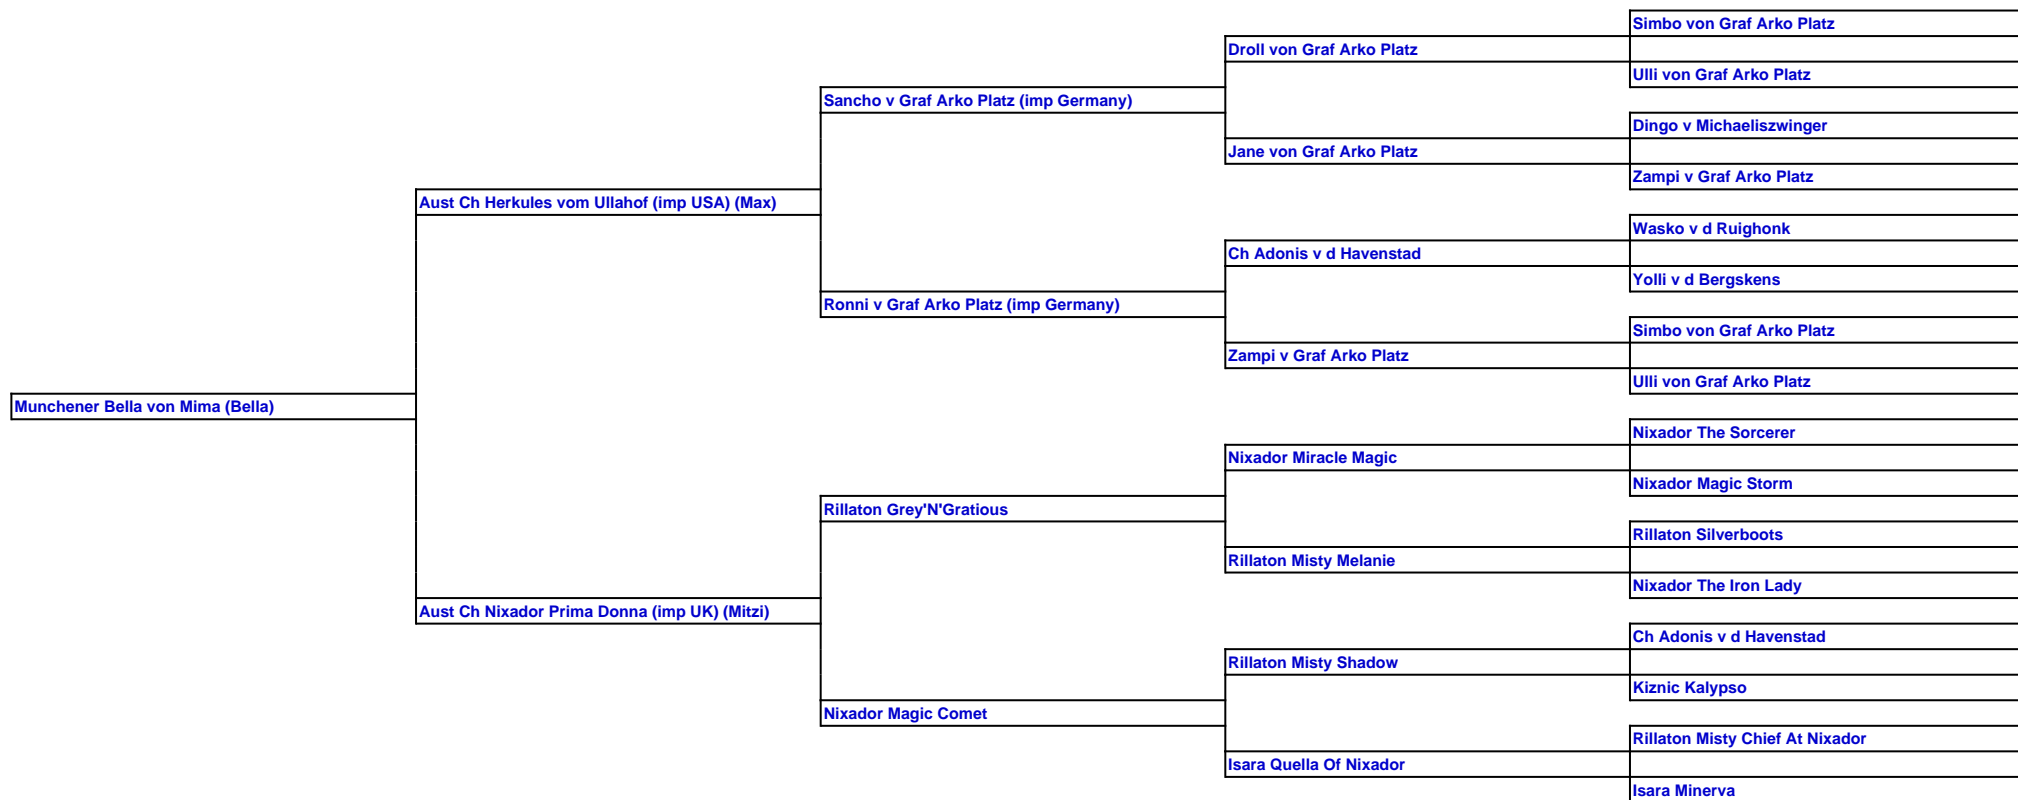 Simbo von Graf Arko Platz
Droll von Graf Arko Platz
Ulli von Graf Arko Platz
Sancho v Graf Arko Platz (imp Germany)
Dingo v Michaeliszwinger
Jane von Graf Arko Platz
Zampi v Graf Arko Platz
Aust Ch Herkules vom Ullahof (imp USA) (Max)
Wasko v d Ruighonk
Ch Adonis v d Havenstad
Yolli v d Bergskens
Ronni v Graf Arko Platz (imp Germany)
Simbo von Graf Arko Platz
Zampi v Graf Arko Platz
Ulli von Graf Arko Platz
Munchener Bella von Mima (Bella)
Nixador The Sorcerer
Nixador Miracle Magic
Nixador Magic Storm
Rillaton Grey'N'Gratious
Rillaton Silverboots
Rillaton Misty Melanie
Nixador The Iron Lady
Aust Ch Nixador Prima Donna (imp UK) (Mitzi)
Ch Adonis v d Havenstad
Rillaton Misty Shadow
Kiznic Kalypso
Nixador Magic Comet
Rillaton Misty Chief At Nixador
Isara Quella Of Nixador
Isara Minerva